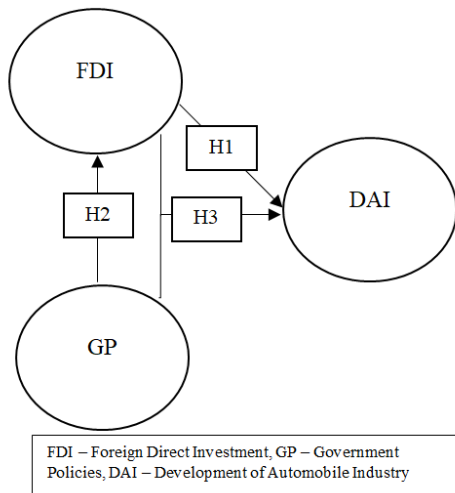 FDI
H1
DAI
H2
H3
GP
FDI – Foreign Direct Investment, GP – Government
Policies, DAI – Development of Automobile Industry